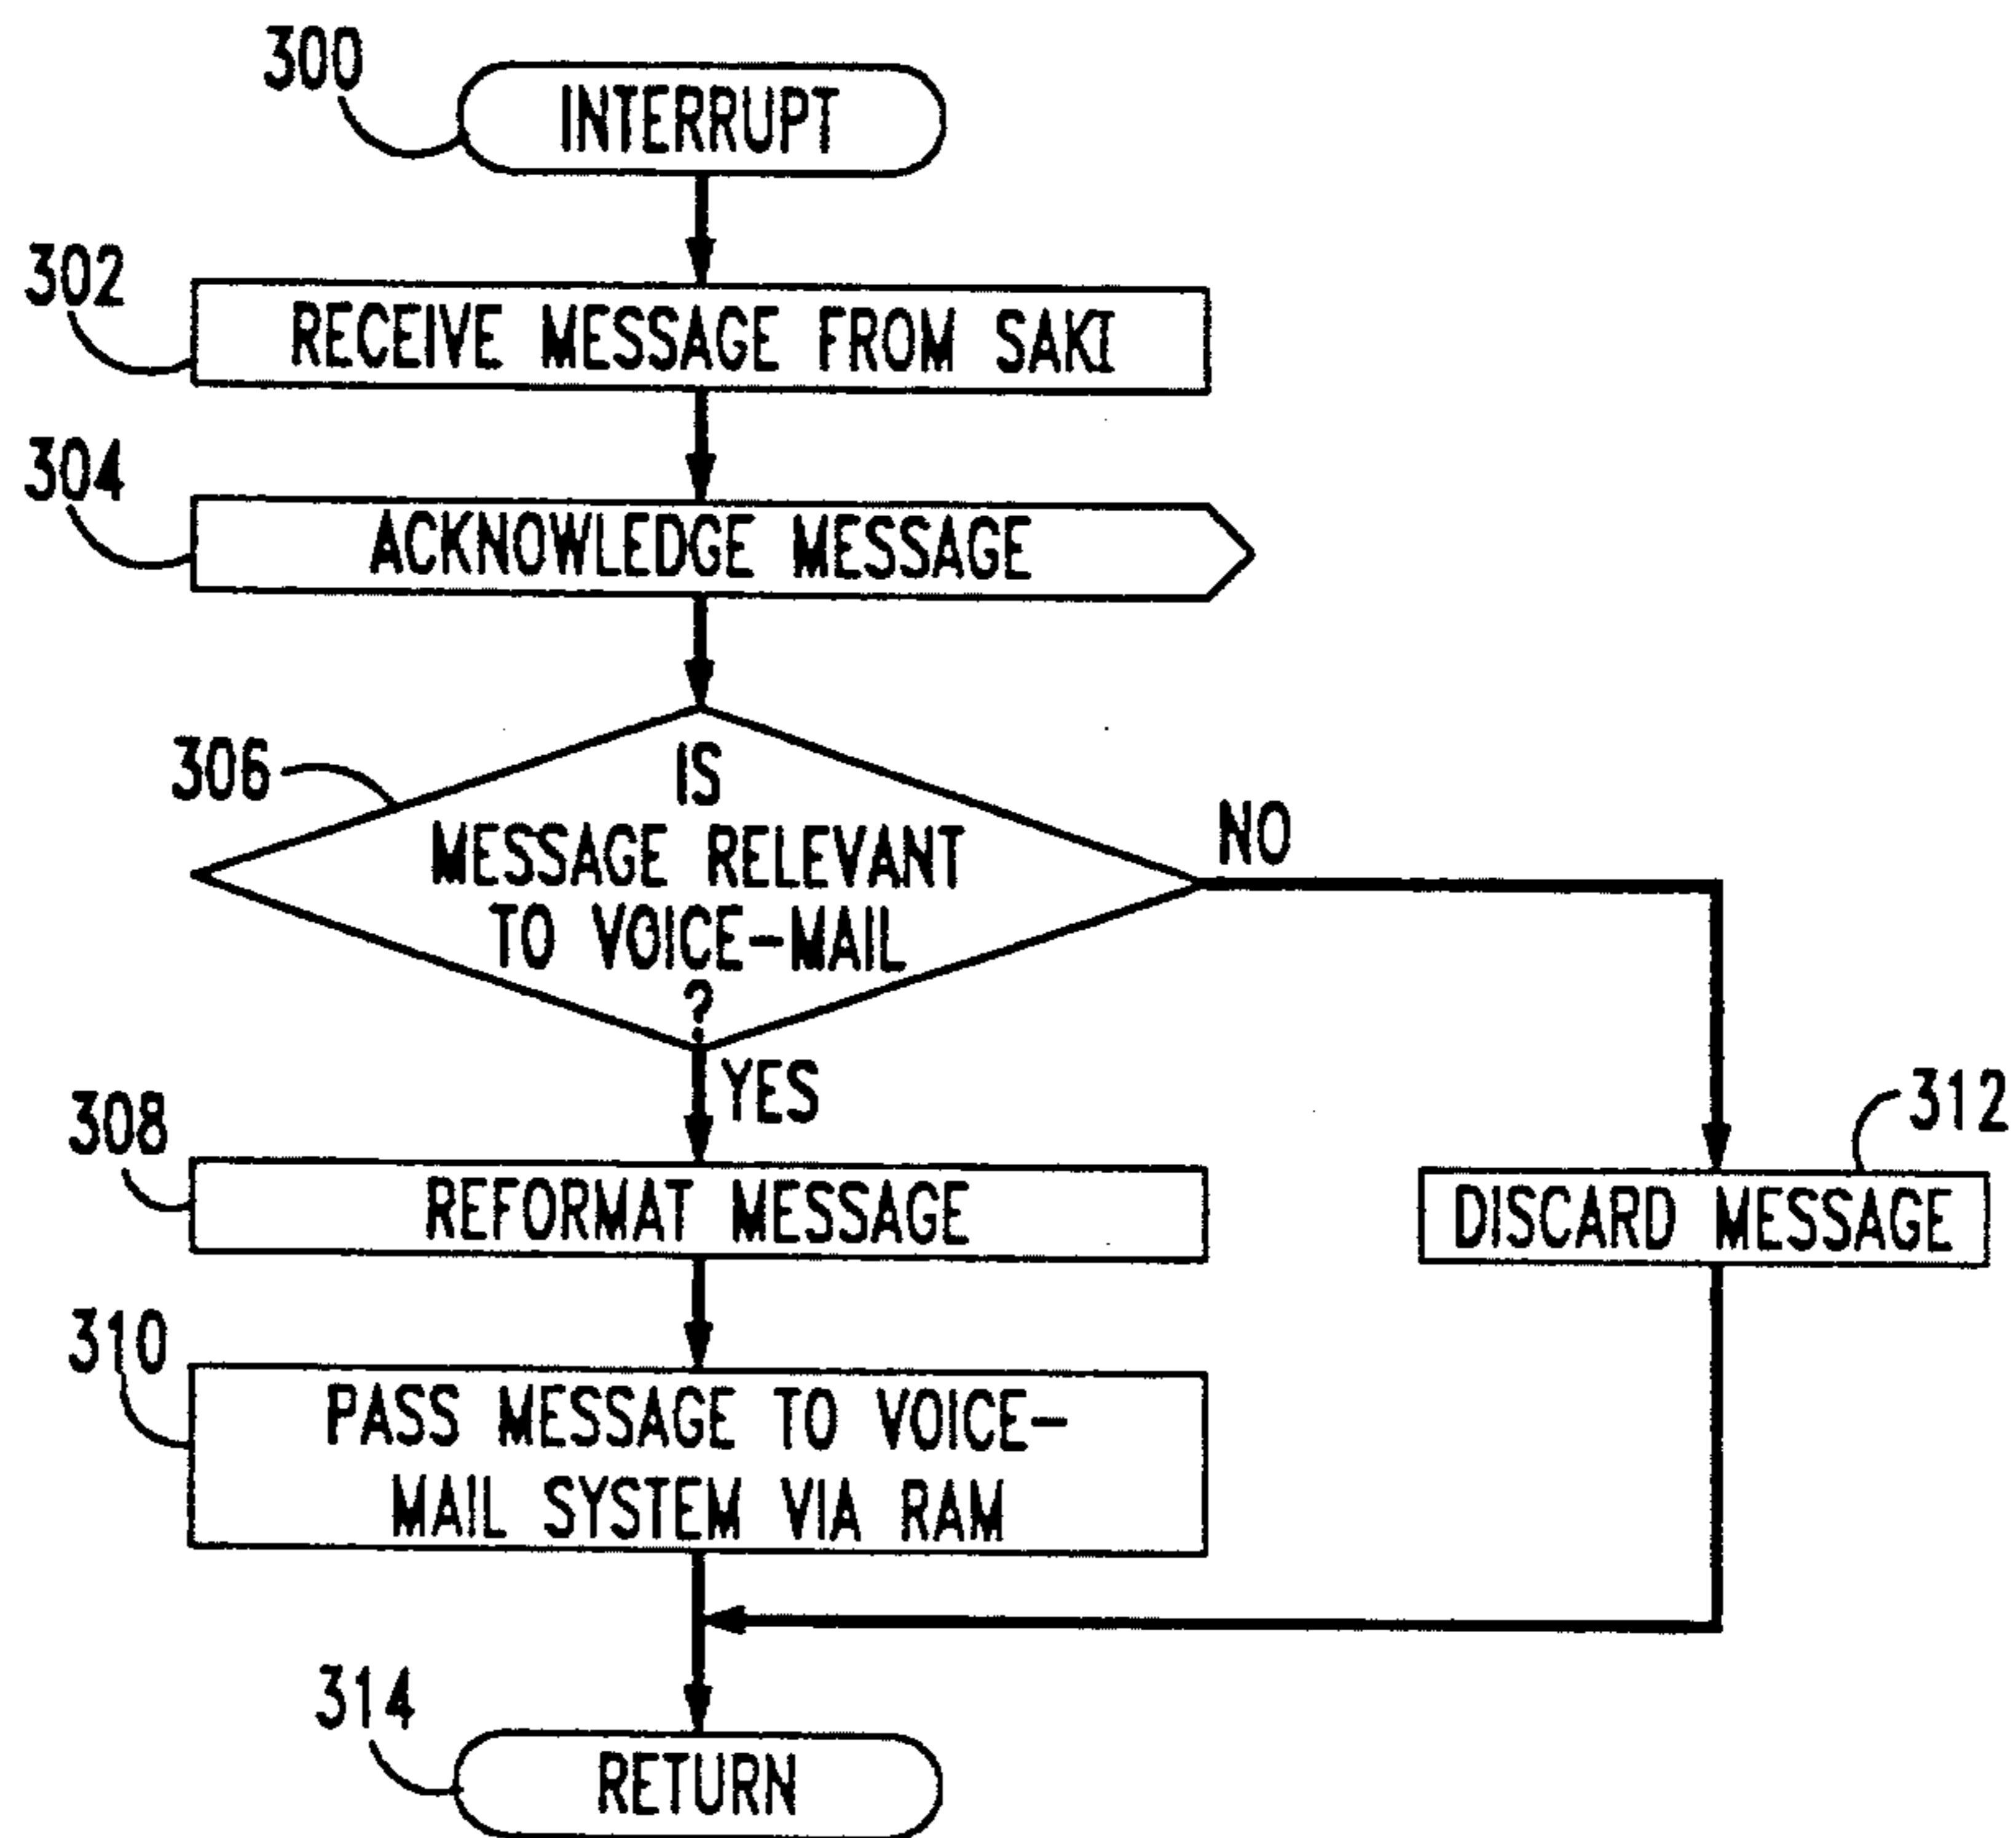 300
INTERRUPT
302
RECEIVE MESSAGE FROM SAKI
304
ACKNOWLEDGE MESSAGE
306
IS
MESSAGE RELEVANT
TO VOICE-MAIL
?
NO
YES
308
REFORMAT MESSAGE
312
DISCARD MESSAGE
310
PASS MESSAGE TO VOICE-
MAIL SYSTEM VIA RAM
314
RETURN